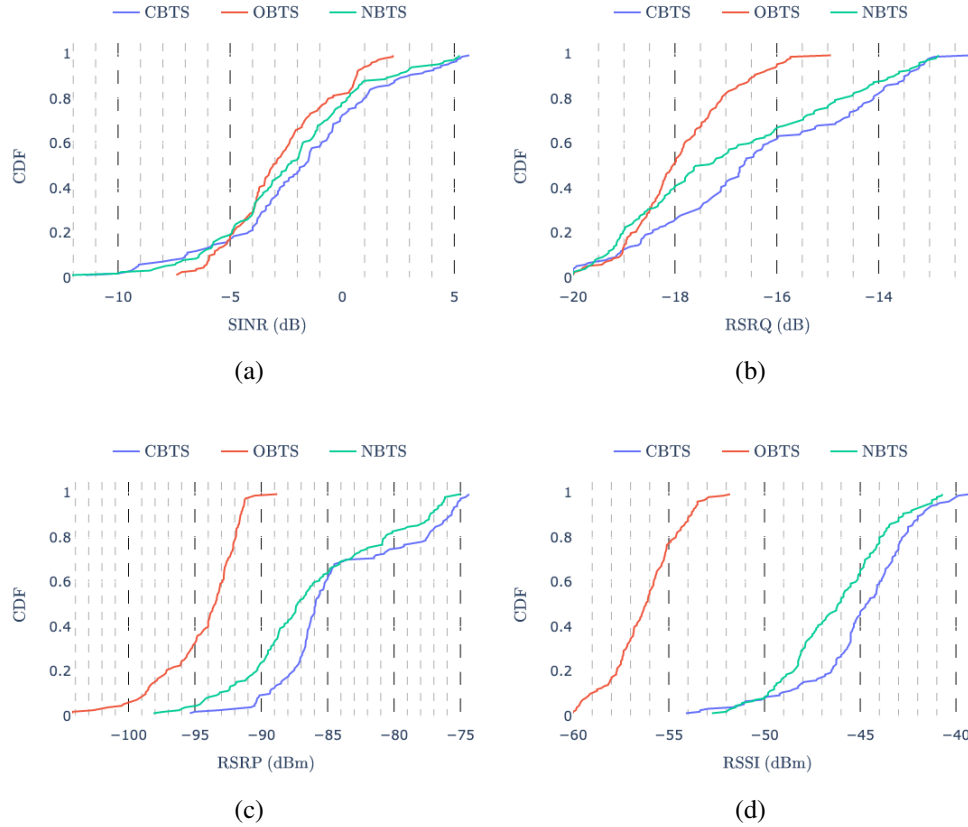 CBTS OBTS NBTS
CBTS OBTS NBTS
1
0.8
0.6
0.4
0.2
0
CDF
−10 −5 0 5
SINR (dB)
1
0.8
0.6
0.4
0.2
0
CDF
−20 −18 −16 −14
RSRQ (dB)
(a)
(b)
CBTS OBTS NBTS
CBTS OBTS NBTS
1
0.8
0.6
0.4
0.2
0
CDF
−100 −95 −90 −85 −80 −75
RSRP (dBm)
1
0.8
0.6
0.4
0.2
0
CDF
−60 −55 −50 −45 −40
RSSI (dBm)
(c)
(d)